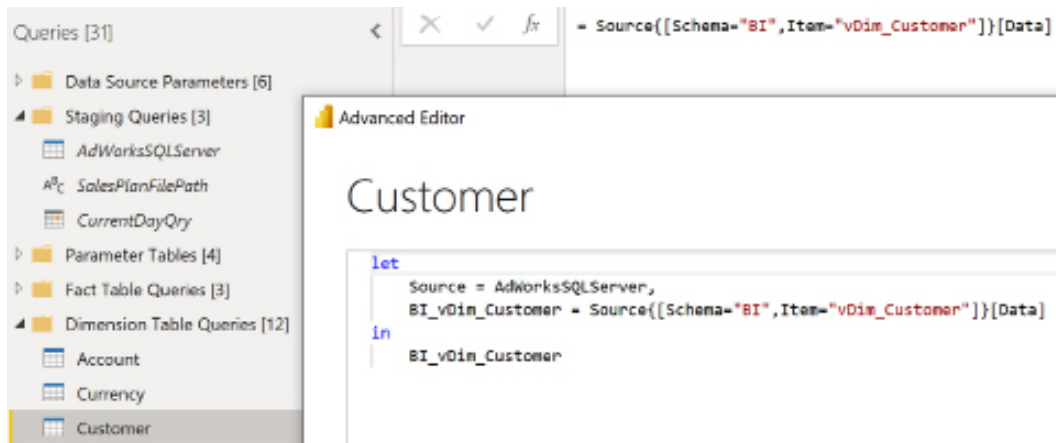 Queries [31]
= Source{[Schema="BI",Item="vDim_Customer"]}[Data]
Data Source Parameters [6]
Staging Queries [3]
AdWorksSQLServer
ABC SalesPlanFilePath
CurrentDayQry
Parameter Tables [4]
Fact Table Queries [3]
Dimension Table Queries [12]
Account
Currency
Customer
Advanced Editor
Customer
let
Source = AdWorksSQLServer,
BI_vDim_Customer = Source{[Schema="BI",Item="vDim_Customer"]}[Data]
in
BI_vDim_Customer